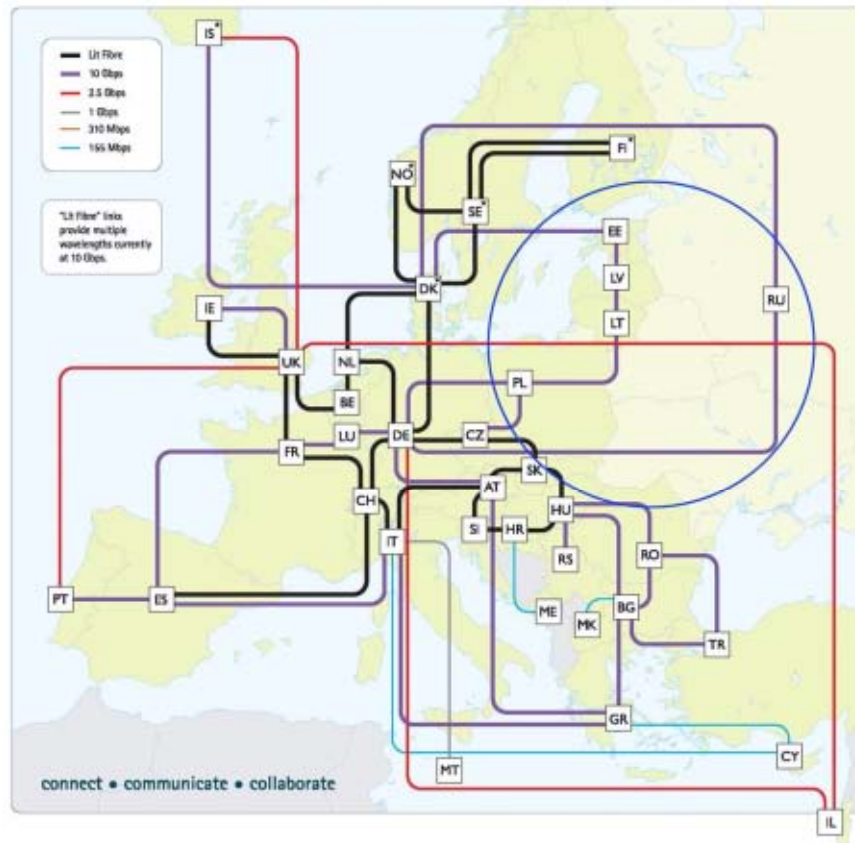 Lit Fibre
10 Gbps
2.5 Gbps
1 Gbps
310 Mbps
155 Mbps
"Lit Fibre" links
provide multiple
wavelengths currently
at 10 Gbps.
IS*
NO*
FI*
SE*
EE
DK*
LV
RU
IE
LT
UK
NL
PL
BE
LU
DE
CZ
FR
SK
AT
CH
HU
SI
HR
IT
RO
RS
PT
ES
ME
MK
BG
TR
GR
CY
MT
connect • communicate • collaborate
IL